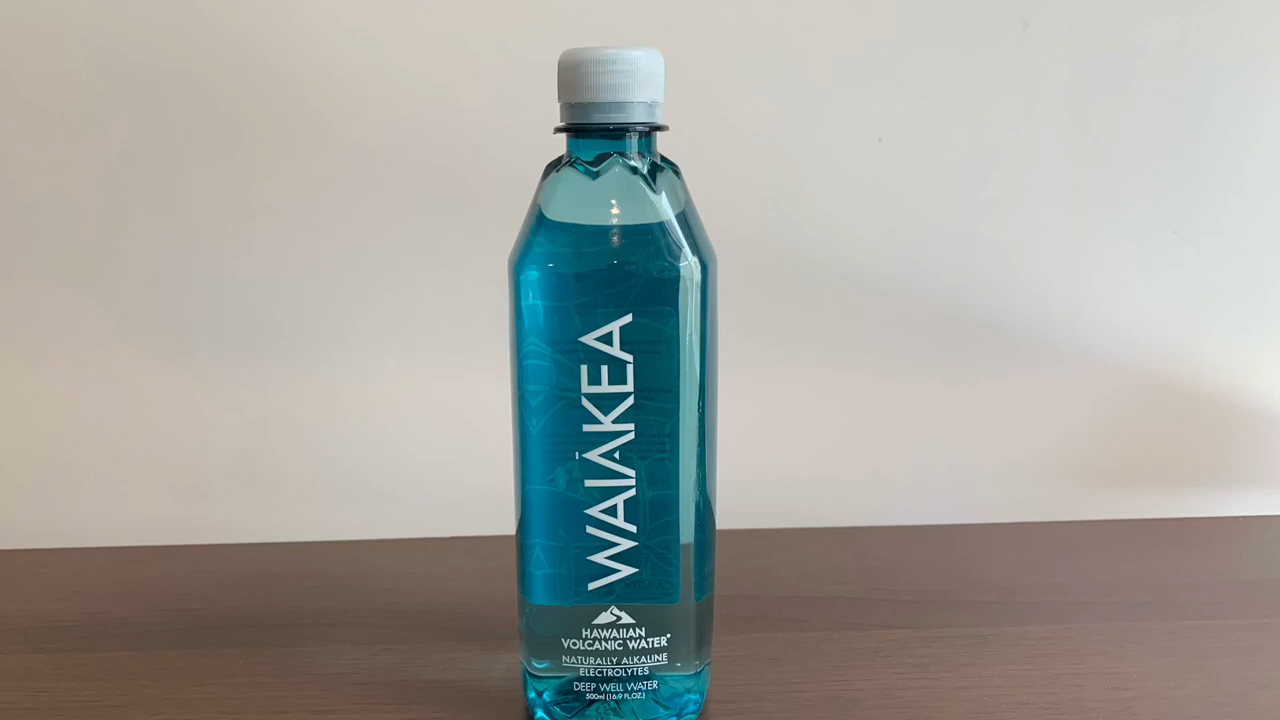 WAIĀKEA
HAWAIIAN
VOLCANIC WATER®
NATURALLY ALKALINE
ELECTROLYTES
DEEP WELL WATER
500ml (16.9 FL.OZ.)